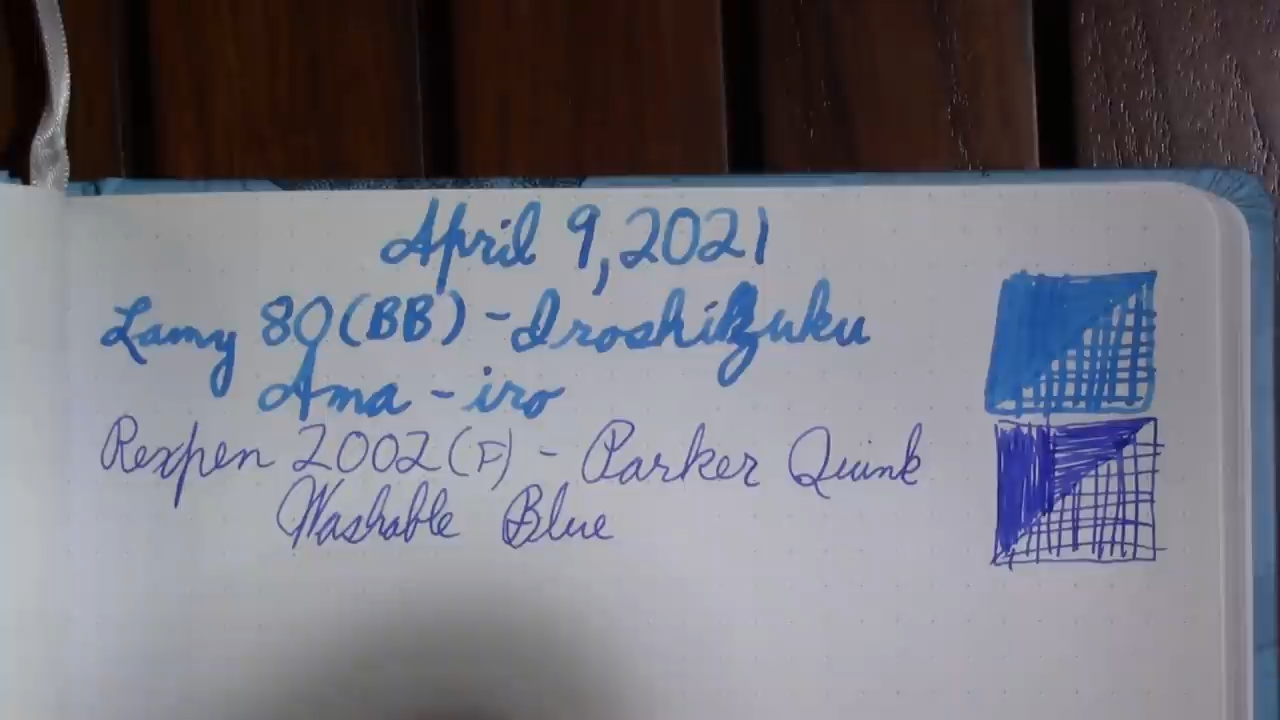 April 9, 2021
Lamy 80 (BB) - Iroshizuku
Ama - iro
Rexpen 2002 (F) - Parker Quink
Washable Blue